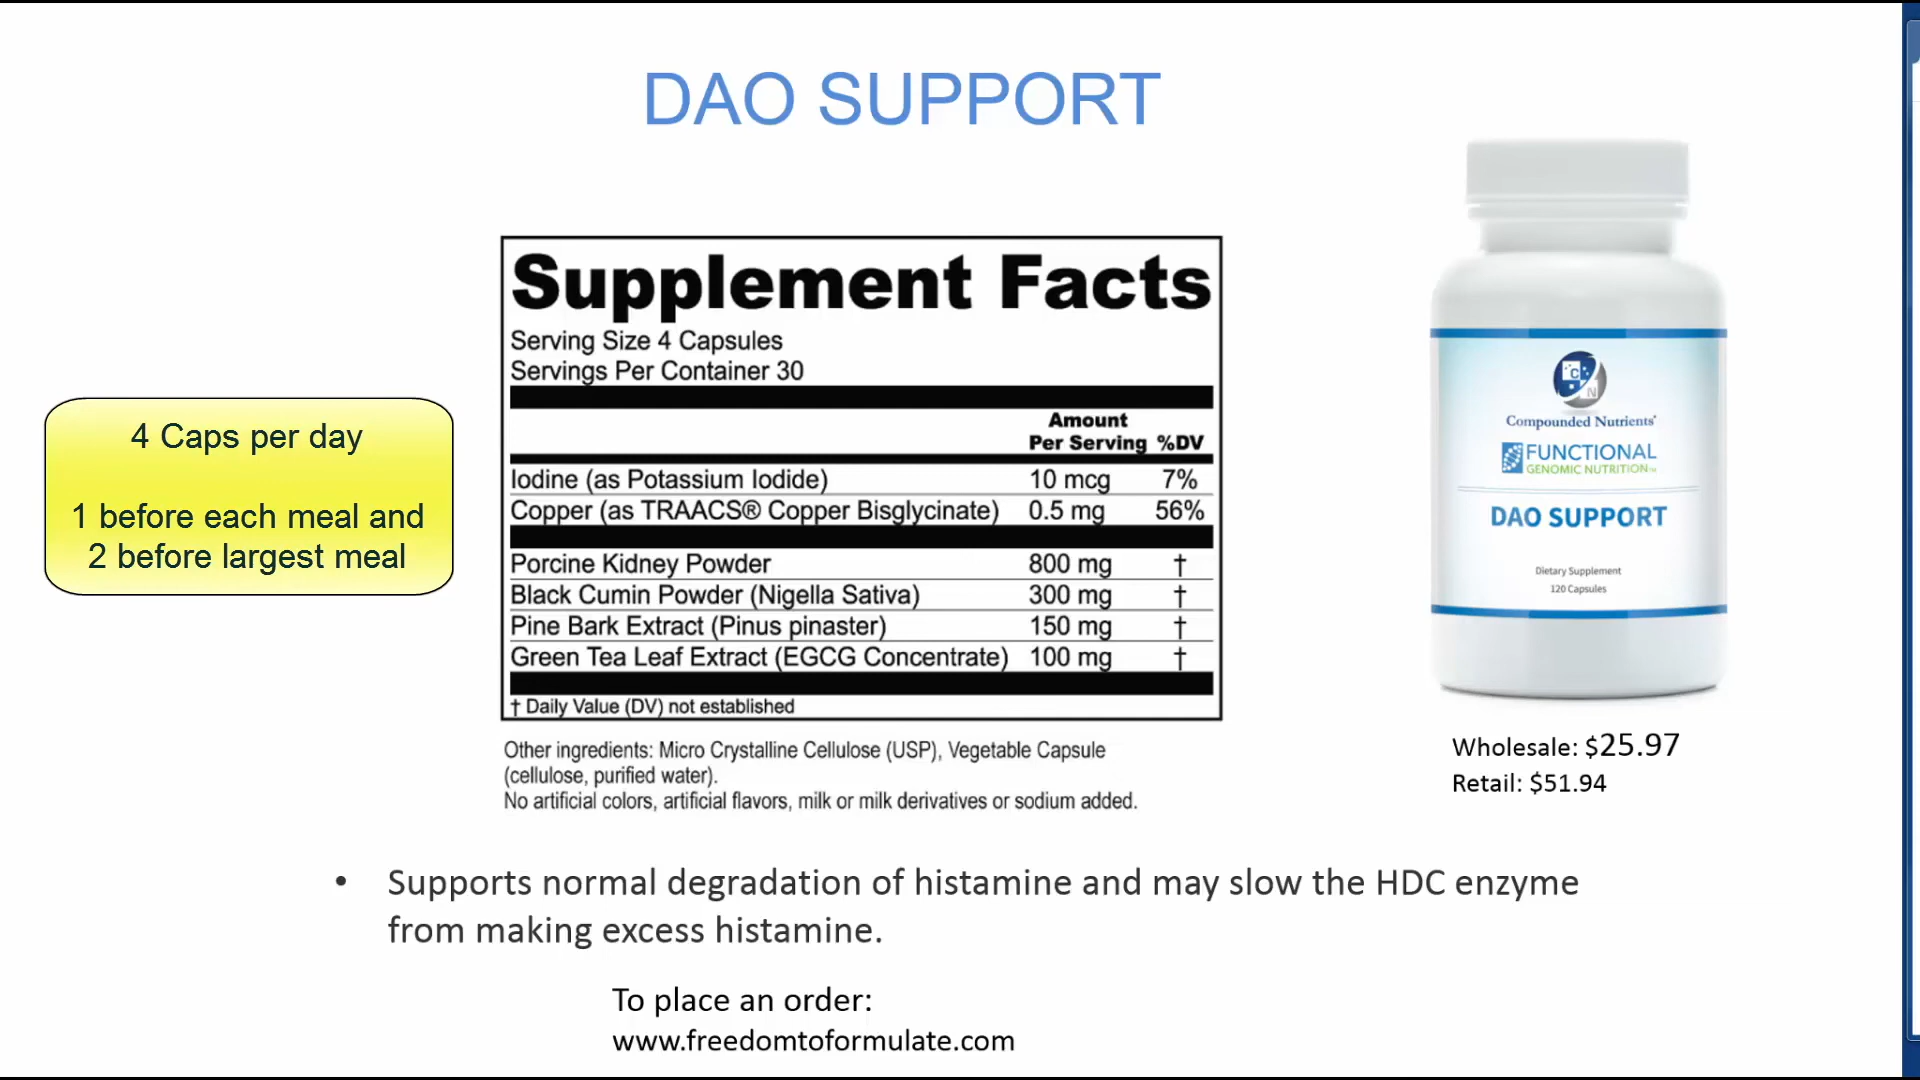 DAO SUPPORT
4 Caps per day
1 before each meal and
2 before largest meal
Supplement Facts
Serving Size 4 Capsules
Servings Per Container 30
Amount
Per Serving %DV
Iodine (as Potassium Iodide) 10 mcg 7%
Copper (as TRAACS® Copper Bisglycinate) 0.5 mg 56%
Porcine Kidney Powder 800 mg †
Black Cumin Powder (Nigella Sativa) 300 mg †
Pine Bark Extract (Pinus pinaster) 150 mg †
Green Tea Leaf Extract (EGCG Concentrate) 100 mg †
† Daily Value (DV) not established
Other ingredients: Micro Crystalline Cellulose (USP), Vegetable Capsule
(cellulose, purified water).
No artificial colors, artificial flavors, milk or milk derivatives or sodium added.
C
N
Compounded Nutrients®
FUNCTIONAL
GENOMIC NUTRITION™
DAO SUPPORT
Dietary Supplement
120 Capsules
Wholesale: $25.97
Retail: $51.94
• Supports normal degradation of histamine and may slow the HDC enzyme
from making excess histamine.
To place an order:
www.freedomtoformulate.com